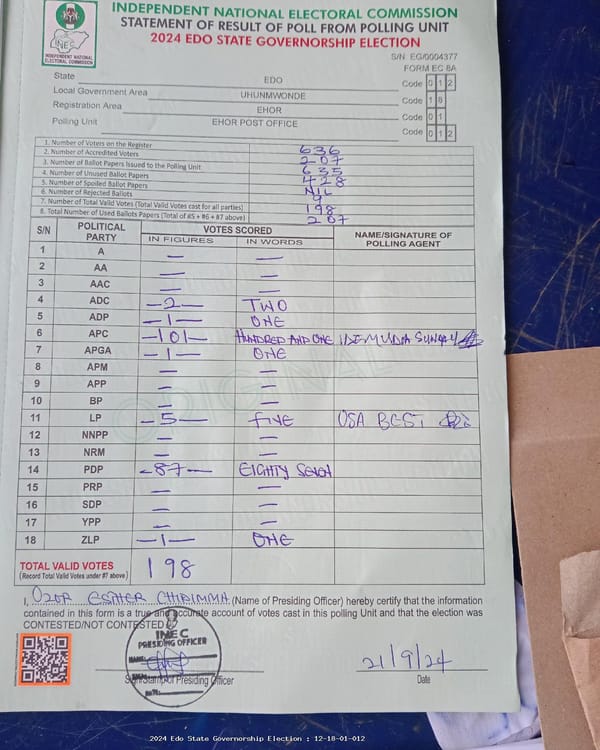 INDEPENDENT NATIONAL ELECTORAL COMMISSION
STATEMENT OF RESULT OF POLL FROM POLLING UNIT
2024 EDO STATE GOVERNORSHIP ELECTION
INEC
INDEPENDENT NATIONAL
ELECTORAL COMMISSION
S/N EG/0004377
FORM EC 8A
State EDO Code 0 1 2
Local Government Area UHUNMWONDE Code 1 8
Registration Area EHOR Code 0 1
Polling Unit EHOR POST OFFICE Code 0 1 2
1. Number of Voters on the Register 636
2. Number of Accredited Voters 207
3. Number of Ballot Papers Issued to the Polling Unit 635
4. Number of Unused Ballot Papers 428
5. Number of Spoiled Ballot Papers NIL
6. Number of Rejected Ballots 9
7. Number of Total Valid Votes (Total Valid Votes cast for all parties) 198
8. Total Number of Used Ballots Papers (Total of #5 + #6 + #7 above) 207
S/N POLITICAL PARTY VOTES SCORED NAME/SIGNATURE OF POLLING AGENT
IN FIGURES IN WORDS
1 A — —
2 AA — —
3 AAC — —
4 ADC —2— TWO
5 ADP —1— ONE
6 APC —101— HUNDRED AND ONE IDEMUDIA SUNDAY
7 APGA —1— ONE
8 APM — —
9 APP — —
10 BP — —
11 LP —5— FIVE OSA BEST
12 NNPP — —
13 NRM — —
14 PDP —87— EIGHTY SEVEN
15 PRP — —
16 SDP — —
17 YPP — —
18 ZLP —1— ONE
ORIGINAL
TOTAL VALID VOTES 198
(Record Total Valid Votes under #7 above)
I, OZOR ESTHER CHIDIMMA (Name of Presiding Officer) hereby certify that the information
contained in this form is a true and accurate account of votes cast in this polling Unit and that the election was
CONTESTED/NOT CONTESTED
INEC
PRESIDING OFFICER
21/9/24
Presiding Officer Date
2024 Edo State Governorship Election : 12-18-01-012